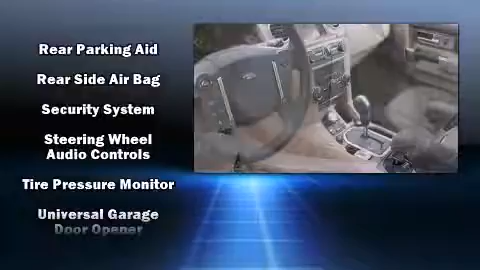 Rear Parking Aid
Rear Side Air Bag
Security System
Steering Wheel
Audio Controls
Tire Pressure Monitor
Universal Garage
Door Opener